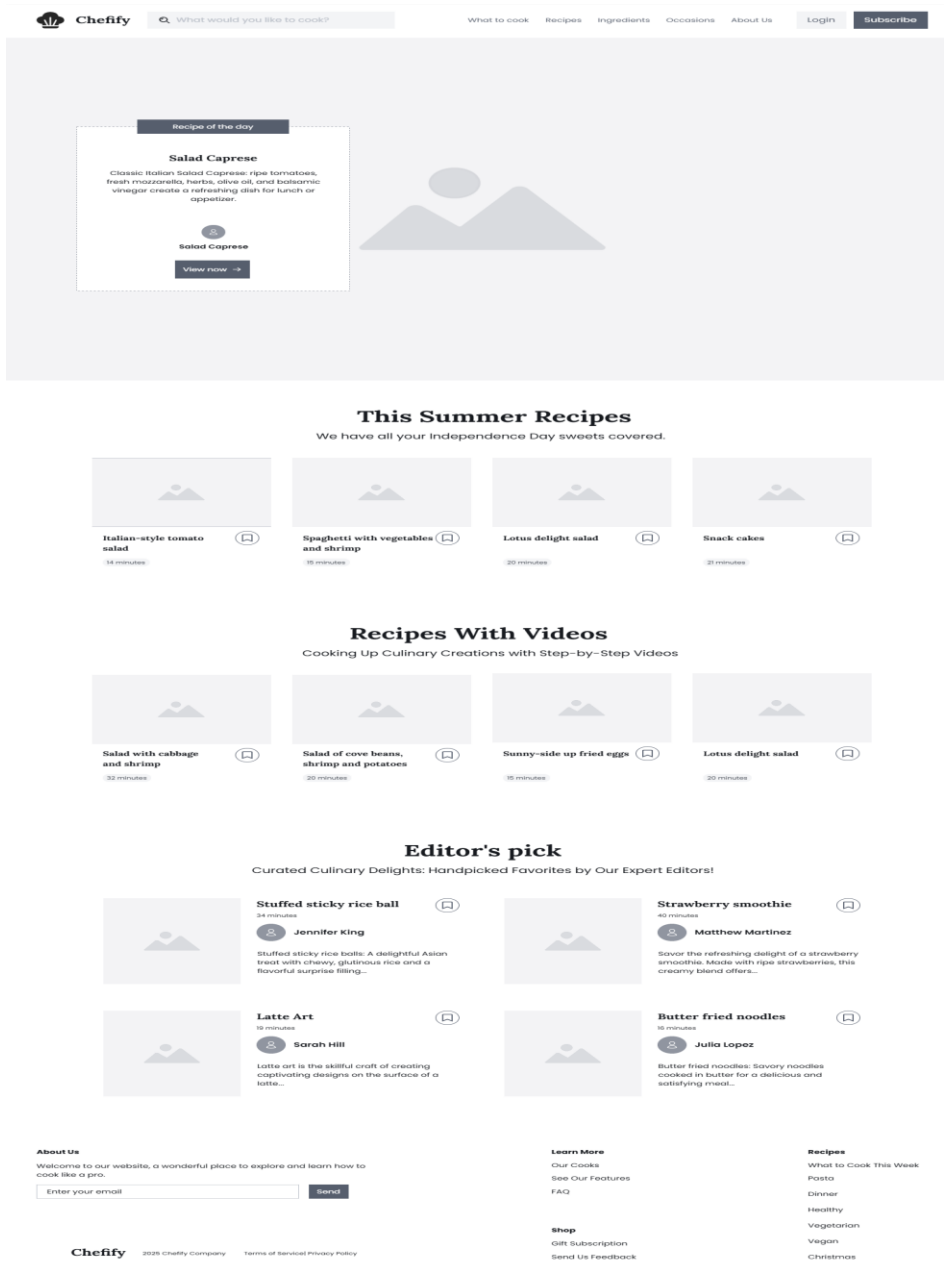 Chefify
What would you like to cook?
What to cook Recipes Ingredients Occasions About Us
Login
Subscribe
Recipe of the day
Salad Caprese
Classic Italian Salad Caprese: ripe tomatoes,
fresh mozzarella, herbs, olive oil, and balsamic
vinegar create a refreshing dish for lunch or
appetizer.
Salad Caprese
View now →
This Summer Recipes
We have all your Independence Day sweets covered.
Italian-style tomato
salad
14 minutes
Spaghetti with vegetables
and shrimp
15 minutes
Lotus delight salad
20 minutes
Snack cakes
21 minutes
Recipes With Videos
Cooking Up Culinary Creations with Step-by-Step Videos
Salad with cabbage
and shrimp
32 minutes
Salad of cove beans,
shrimp and potatoes
20 minutes
Sunny-side up fried eggs
15 minutes
Lotus delight salad
20 minutes
Editor's pick
Curated Culinary Delights: Handpicked Favorites by Our Expert Editors!
Stuffed sticky rice ball
34 minutes
Jennifer King
Stuffed sticky rice balls: A delightful Asian
treat with chewy, glutinous rice and a
flavorful surprise filling...
Strawberry smoothie
40 minutes
Matthew Martinez
Savor the refreshing delight of a strawberry
smoothie. Made with ripe strawberries, this
creamy blend offers...
Latte Art
19 minutes
Sarah Hill
Latte art is the skillful craft of creating
captivating designs on the surface of a
latte...
Butter fried noodles
16 minutes
Julia Lopez
Butter fried noodles: Savory noodles
cooked in butter for a delicious and
satisfying meal...
About Us
Welcome to our website, a wonderful place to explore and learn how to
cook like a pro.
Enter your email
Send
Chefify
2025 Chefify Company
Terms of Service| Privacy Policy
Learn More
Our Cooks
See Our Features
FAQ
Shop
Gift Subscription
Send Us Feedback
Recipes
What to Cook This Week
Pasta
Dinner
Healthy
Vegetarian
Vegan
Christmas